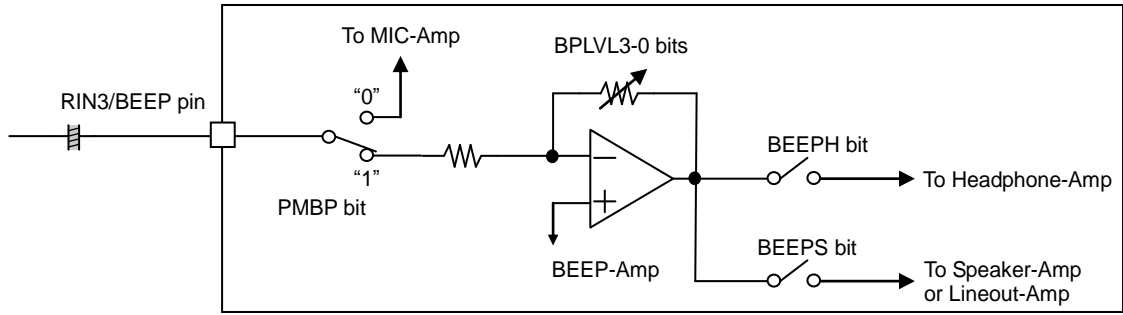 To MIC-Amp
BPLVL3-0 bits
RIN3/BEEP pin
“0”
“1”
PMBP bit
BEEPH bit
To Headphone-Amp
BEEP-Amp
BEEPS bit
To Speaker-Amp
or Lineout-Amp